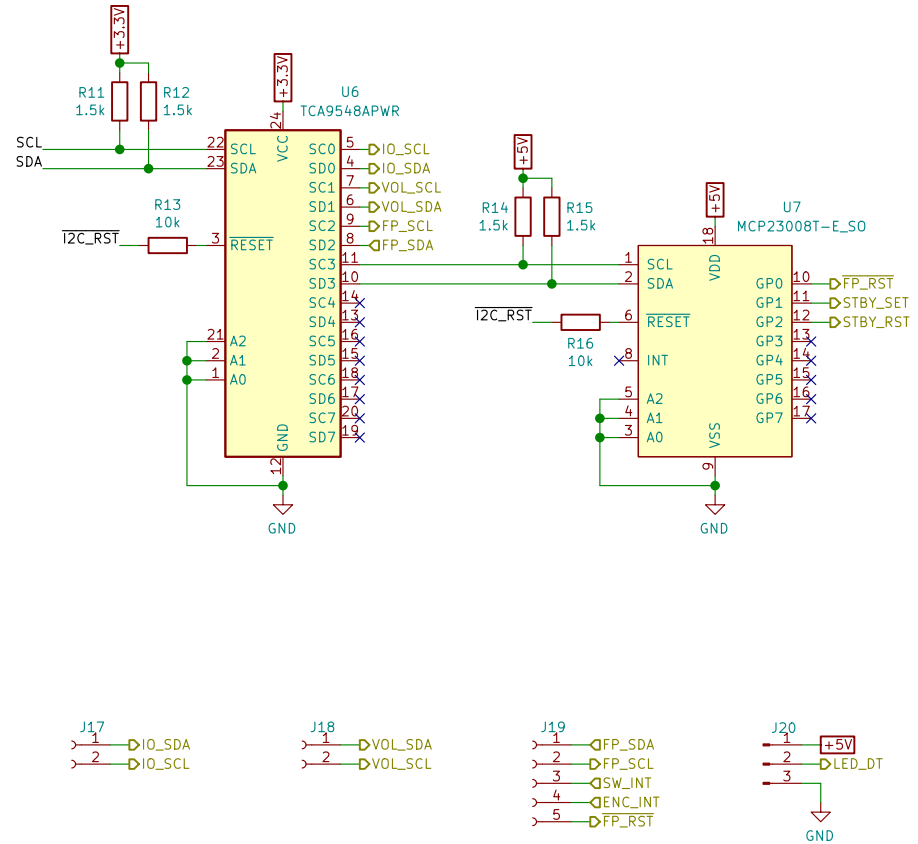 +3.3V
R11
1.5k
R12
1.5k
+3.3V
U6
TCA9548APWR
SCL
SDA
R13
10k
I2C_RST
22 SCL
23 SDA
3 RESET
21 A2
2 A1
1 A0
24
VCC
GND
12
SC0 5 IO_SCL
SD0 4 IO_SDA
SC1 7 VOL_SCL
SD1 6 VOL_SDA
SC2 9 FP_SCL
SD2 8 FP_SDA
SC3 11
SD3 10
SC4 14
SD4 13
SC5 16
SD5 15
SC6 18
SD6 17
SC7 20
SD7 19
GND
+5V
R14
1.5k
R15
1.5k
+5V
U7
MCP23008T-E_SO
I2C_RST
R16
10k
1 SCL
2 SDA
6 RESET
8 INT
5 A2
4 A1
3 A0
18
VDD
VSS
9
GP0 10 FP_RST
GP1 11 STBY_SET
GP2 12 STBY_RST
GP3 13
GP4 14
GP5 15
GP6 16
GP7 17
GND
J17
1 IO_SDA
2 IO_SCL
J18
1 VOL_SDA
2 VOL_SCL
J19
1 FP_SDA
2 FP_SCL
3 SW_INT
4 ENC_INT
5 FP_RST
J20
1 +5V
2 LED_DT
3
GND